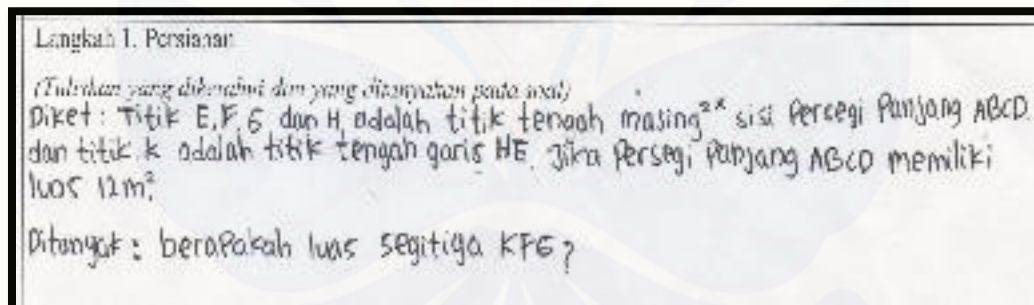 Langkah 1. Persiapan
(Tuliskan yang diketahui dan yang ditanyakan pada soal)
Diket : Titik E, F, G dan H adalah titik tengah masing²ˣ sisi Persegi Panjang ABCD.
dan titik k adalah titik tengah garis HE. Jika Persegi Panjang ABCD memiliki
luas 12m².
Ditanyak : berapakah luas segitiga KFG ?